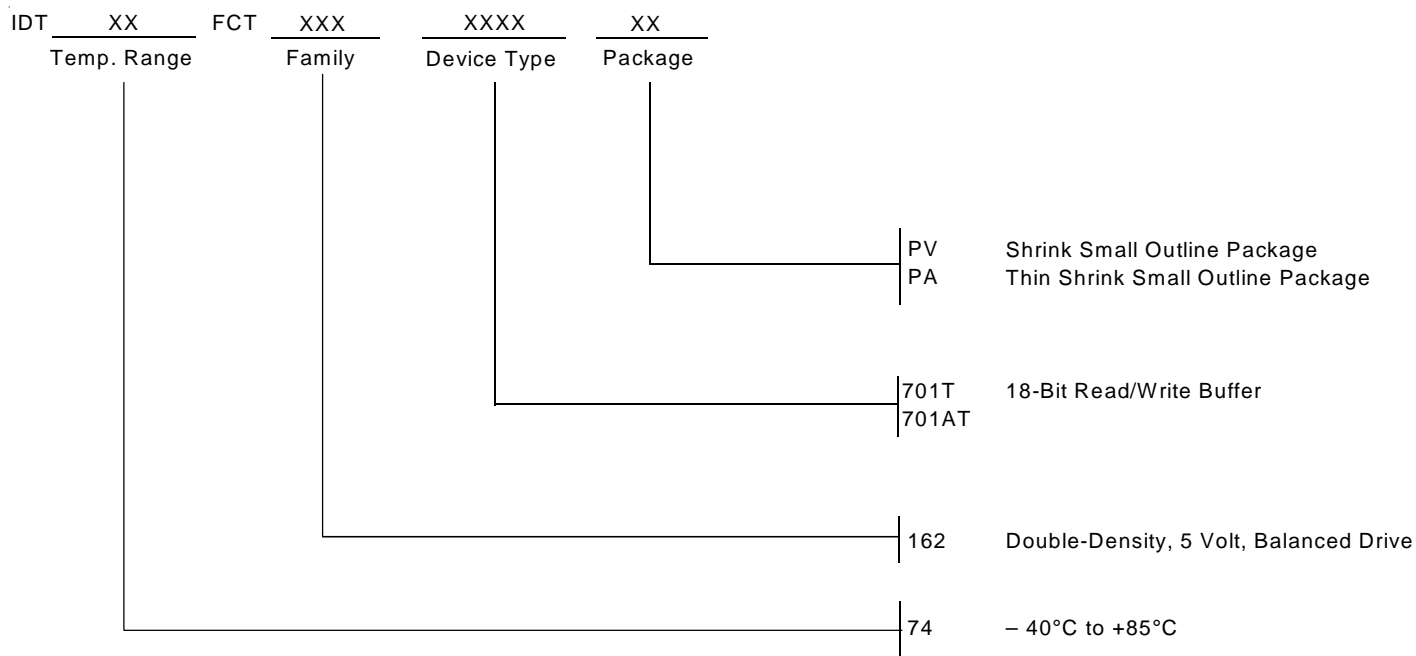 IDT XX FCT XXX XXXX XX
Temp. Range Family Device Type Package
PV Shrink Small Outline Package
PA Thin Shrink Small Outline Package
701T 18-Bit Read/Write Buffer
701AT
162 Double-Density, 5 Volt, Balanced Drive
74 – 40°C to +85°C